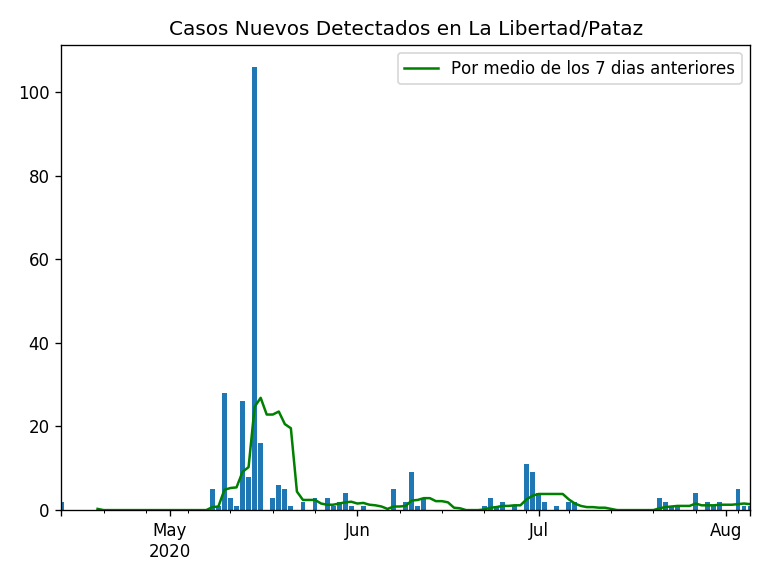 Casos Nuevos Detectados en La Libertad/Pataz
Por medio de los 7 dias anteriores
100
80
60
40
20
0
May
2020
Jun
Jul
Aug